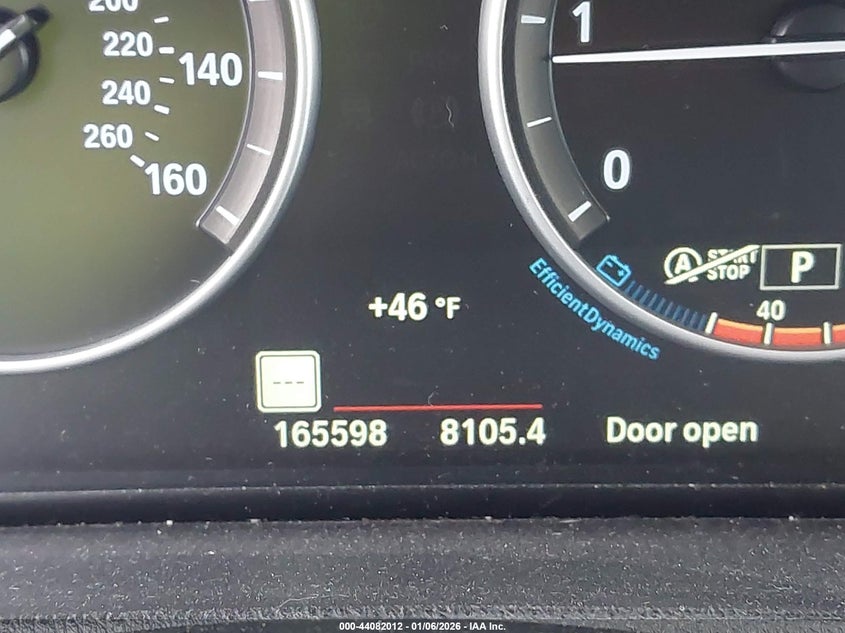 200
220
140
240
260
160
1
0
A START STOP
P
40
EfficientDynamics
+46 °F
---
165598 8105.4 Door open
000-44082012 - 01/06/2026 - IAA Inc.